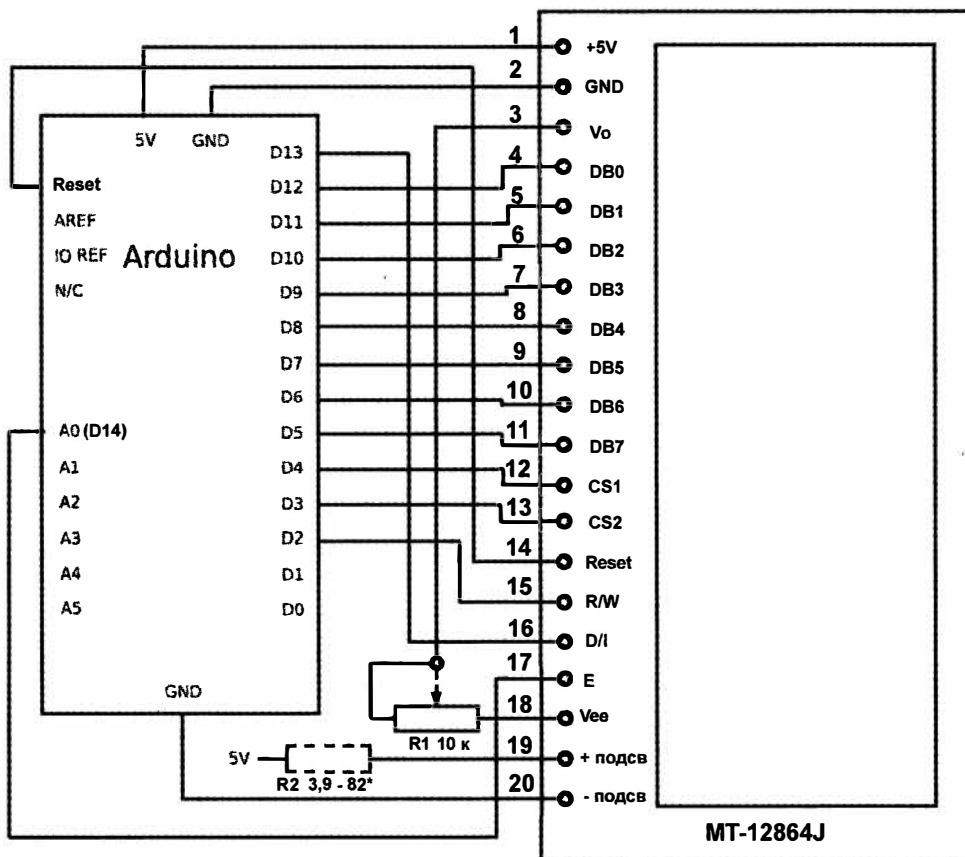 1
+5V
2
GND
3
Vo
4
DB0
5
DB1
6
DB2
7
DB3
8
DB4
9
DB5
10
DB6
11
DB7
12
CS1
13
CS2
14
Reset
15
R/W
16
D/I
17
E
18
Vee
19
+ подсв
20
- подсв
MT-12864J
5V GND
Reset
AREF
IO REF
N/C
Arduino
A0 (D14)
A1
A2
A3
A4
A5
D13
D12
D11
D10
D9
D8
D7
D6
D5
D4
D3
D2
D1
D0
GND
R1 10 к
5V
R2 3,9 - 82*